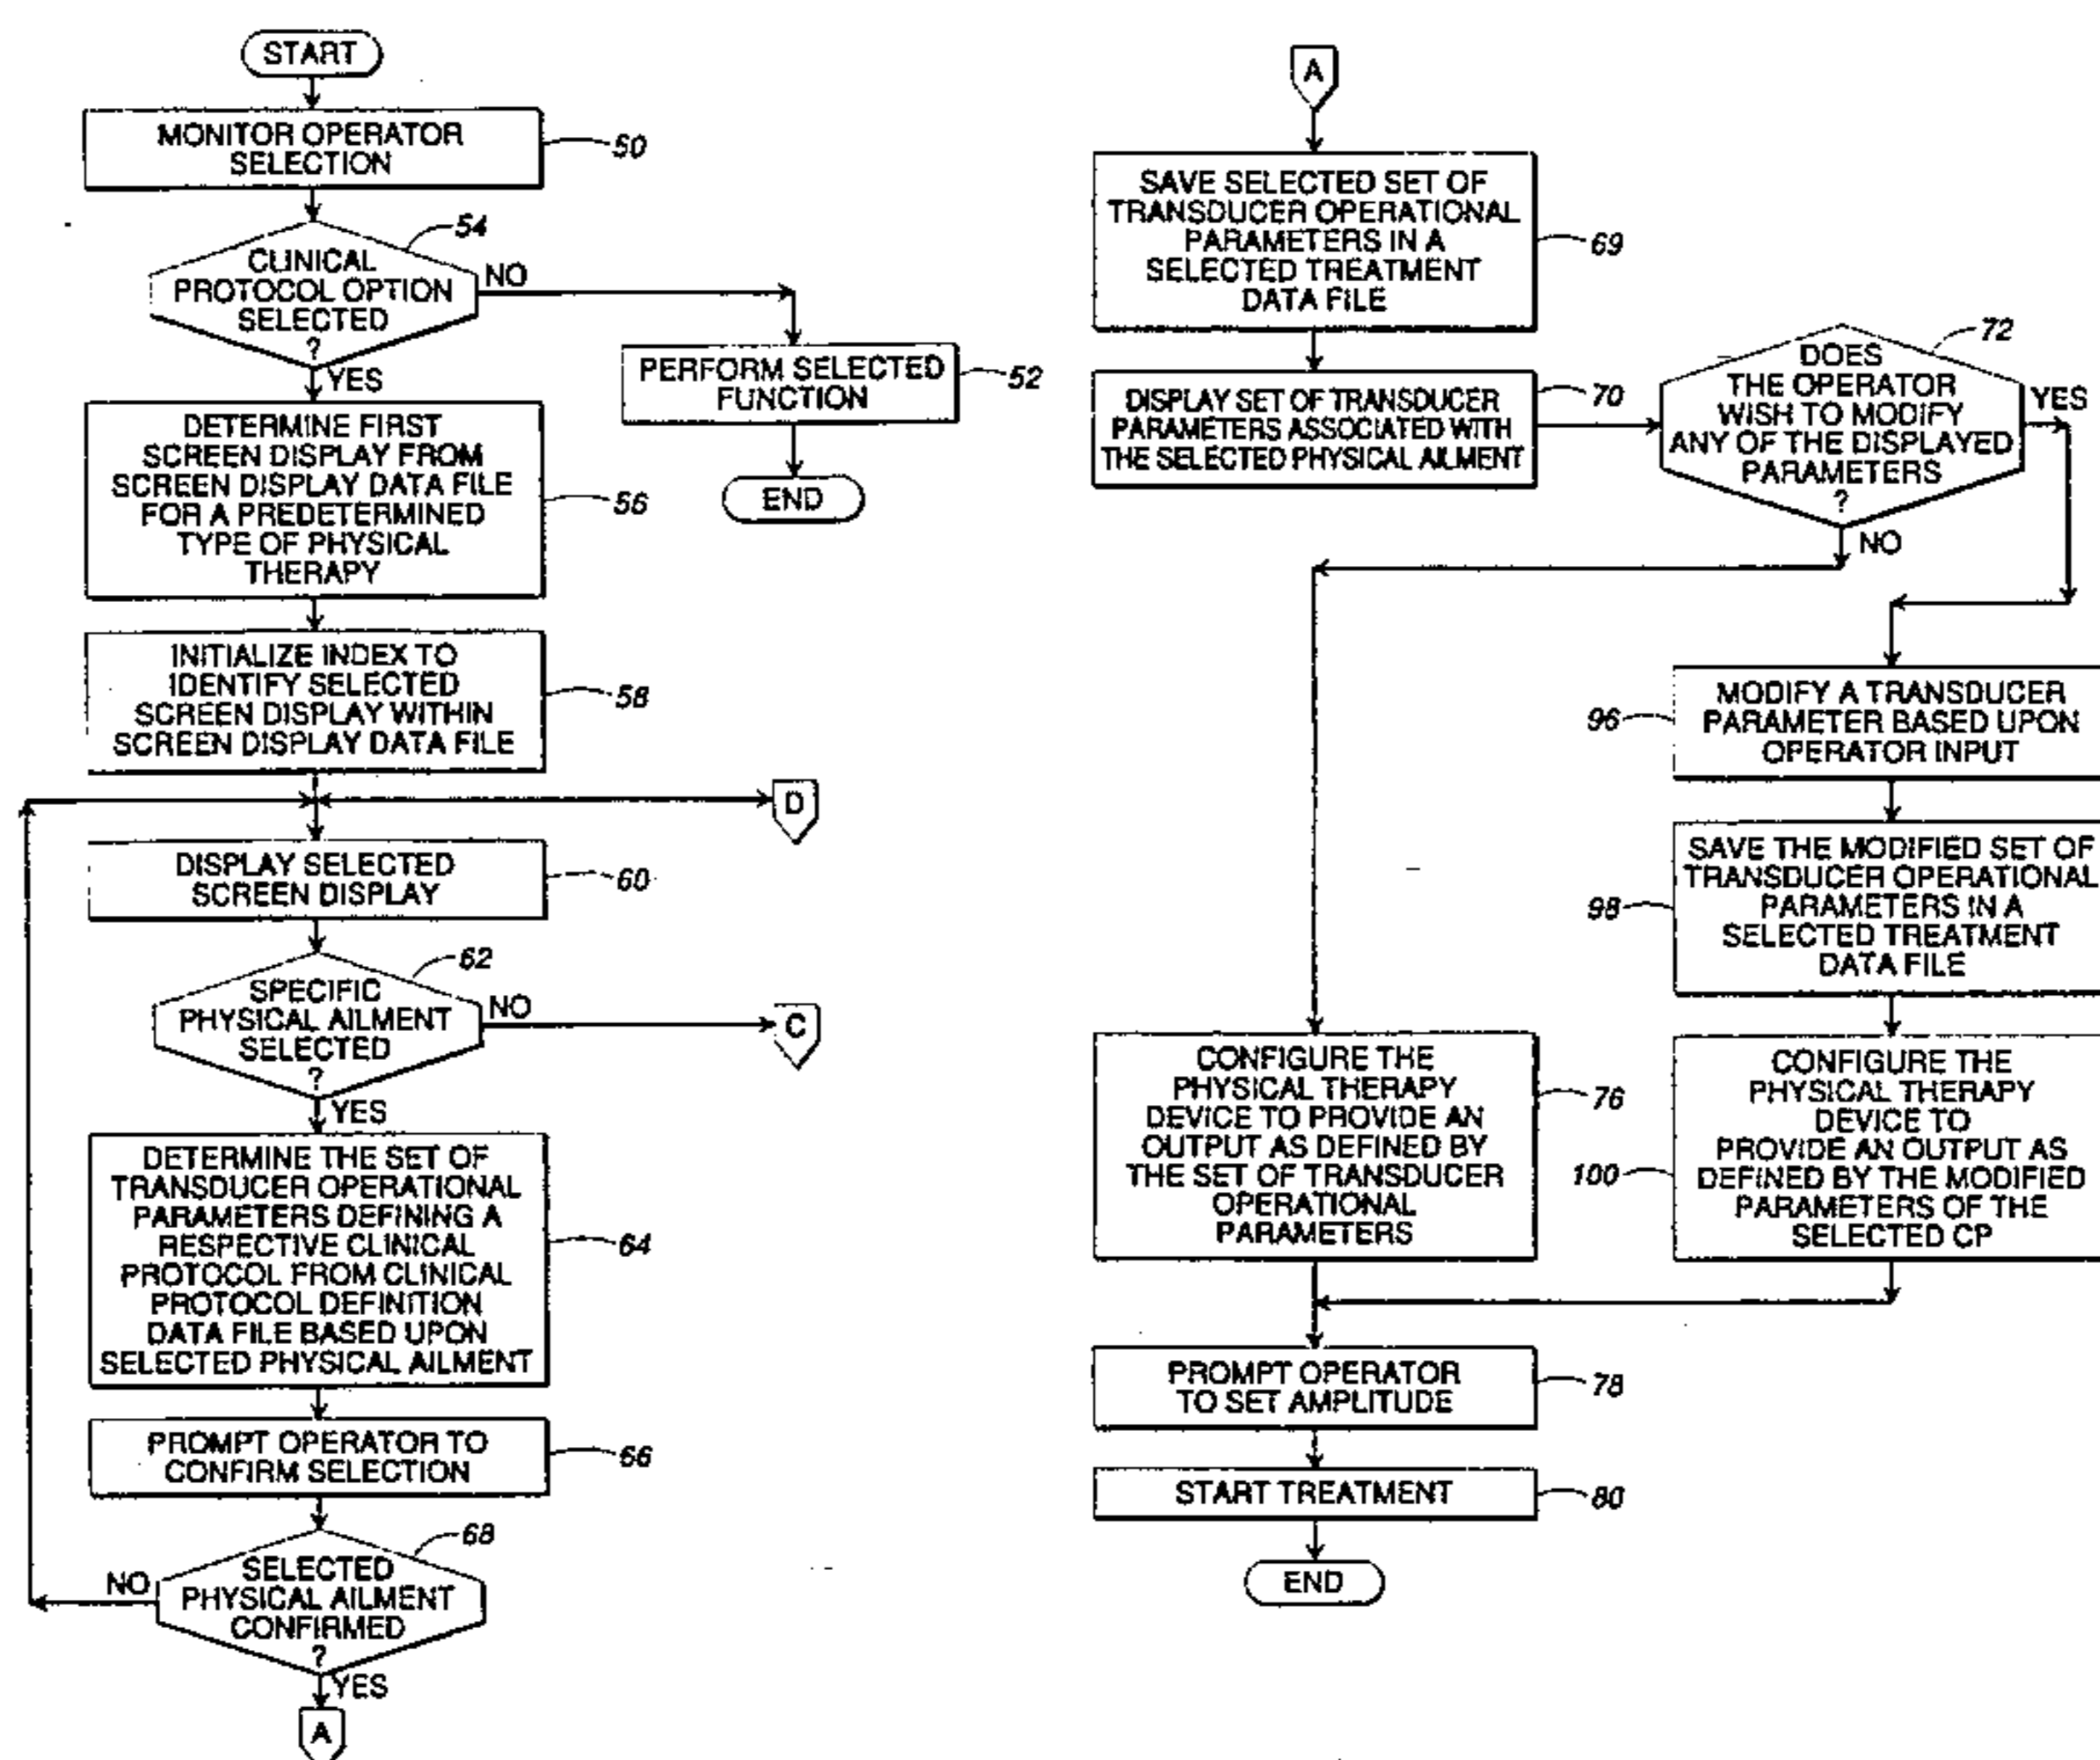 START
MONITOR OPERATOR
SELECTION
50
54
CLINICAL
PROTOCOL OPTION
SELECTED
?
NO
YES
PERFORM SELECTED
FUNCTION
52
END
DETERMINE FIRST
SCREEN DISPLAY FROM
SCREEN DISPLAY DATA FILE
FOR A PREDETERMINED
TYPE OF PHYSICAL
THERAPY
56
INITIALIZE INDEX TO
IDENTIFY SELECTED
SCREEN DISPLAY WITHIN
SCREEN DISPLAY DATA FILE
58
D
DISPLAY SELECTED
SCREEN DISPLAY
60
62
SPECIFIC
PHYSICAL AILMENT
SELECTED
?
NO
C
YES
DETERMINE THE SET OF
TRANSDUCER OPERATIONAL
PARAMETERS DEFINING A
RESPECTIVE CLINICAL
PROTOCOL FROM CLINICAL
PROTOCOL DEFINITION
DATA FILE BASED UPON
SELECTED PHYSICAL AILMENT
64
PROMPT OPERATOR TO
CONFIRM SELECTION
66
68
SELECTED
PHYSICAL AILMENT
CONFIRMED
?
NO
YES
A
A
SAVE SELECTED SET OF
TRANSDUCER OPERATIONAL
PARAMETERS IN A
SELECTED TREATMENT
DATA FILE
69
DISPLAY SET OF TRANSDUCER
PARAMETERS ASSOCIATED WITH
THE SELECTED PHYSICAL AILMENT
70
72
DOES
THE OPERATOR
WISH TO MODIFY
ANY OF THE DISPLAYED
PARAMETERS
?
YES
NO
MODIFY A TRANSDUCER
PARAMETER BASED UPON
OPERATOR INPUT
96
SAVE THE MODIFIED SET OF
TRANSDUCER OPERATIONAL
PARAMETERS IN A
SELECTED TREATMENT
DATA FILE
98
CONFIGURE THE
PHYSICAL THERAPY
DEVICE TO PROVIDE AN
OUTPUT AS DEFINED BY
THE SET OF TRANSDUCER
OPERATIONAL
PARAMETERS
76
CONFIGURE THE
PHYSICAL THERAPY
DEVICE TO
PROVIDE AN OUTPUT AS
DEFINED BY THE MODIFIED
PARAMETERS OF THE
SELECTED CP
100
PROMPT OPERATOR
TO SET AMPLITUDE
78
START TREATMENT
80
END